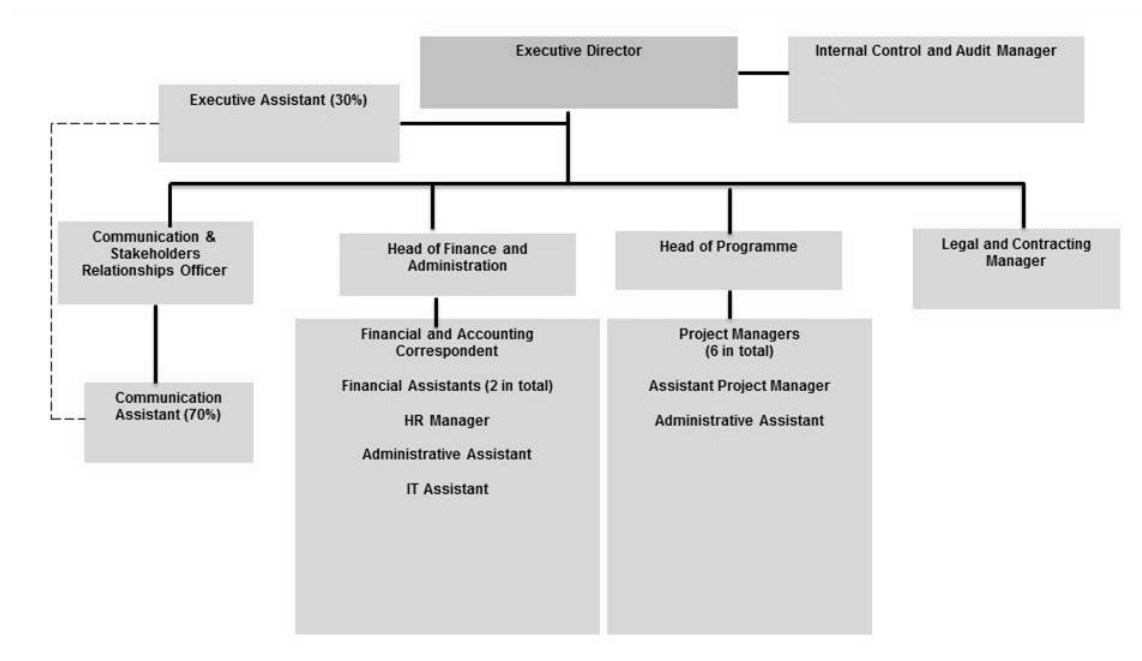 Executive Director
Internal Control and Audit Manager
Executive Assistant (30%)
Communication &
Stakeholders
Relationships Officer
Head of Finance and
Administration
Head of Programme
Legal and Contracting
Manager
Communication
Assistant (70%)
Financial and Accounting
Correspondent
Financial Assistants (2 in total)
HR Manager
Administrative Assistant
IT Assistant
Project Managers
(6 in total)
Assistant Project Manager
Administrative Assistant